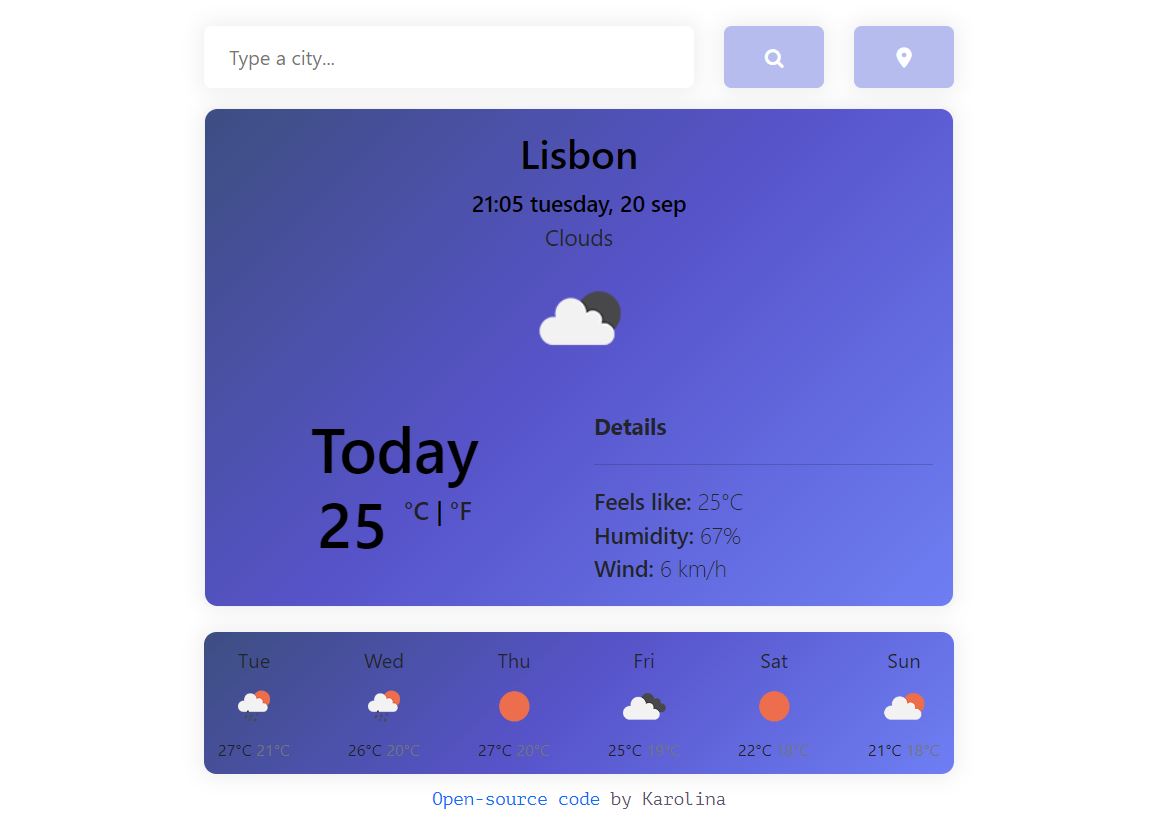 Type a city...
Lisbon
21:05 tuesday, 20 sep
Clouds
Today
25 °C | °F
Details
Feels like: 25°C
Humidity: 67%
Wind: 6 km/h
Tue Wed Thu Fri Sat Sun
27°C 21°C 26°C 20°C 27°C 20°C 25°C 19°C 22°C 18°C 21°C 18°C
Open-source code by Karolina